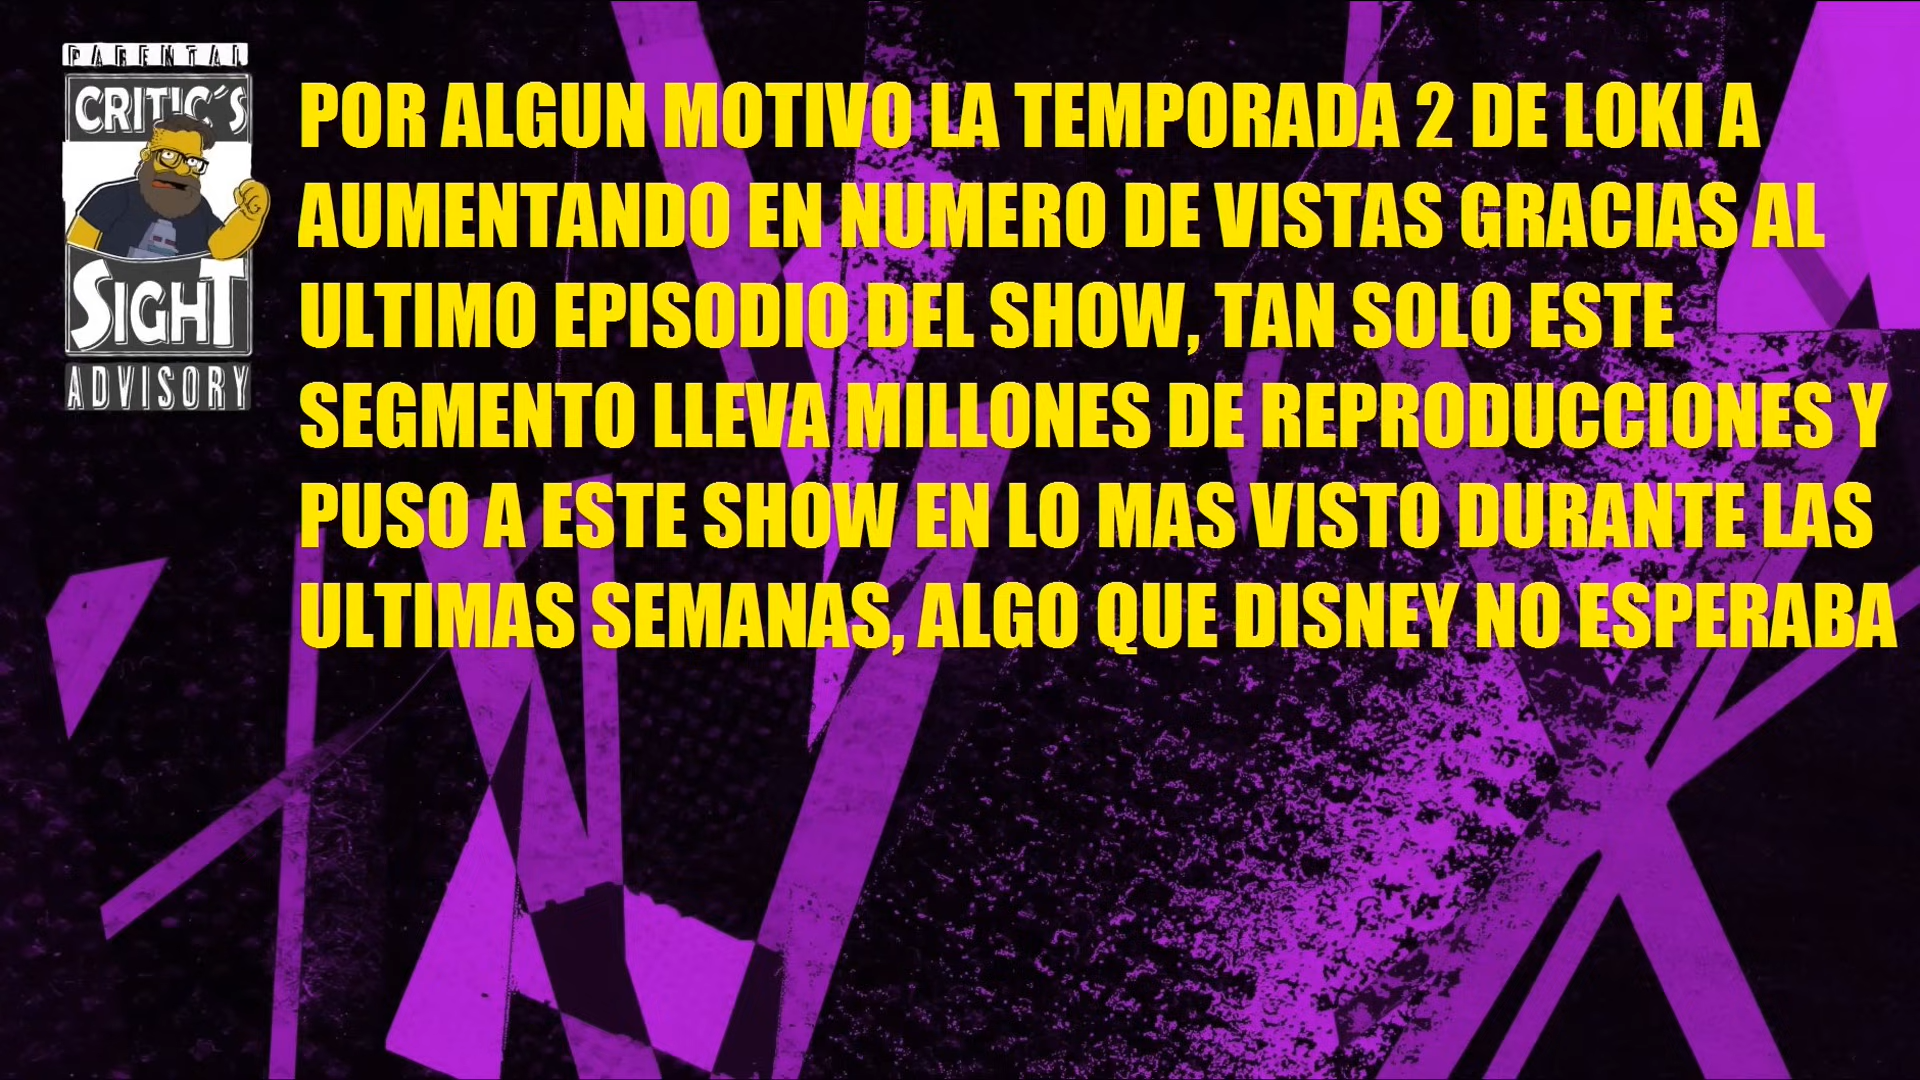 PARENTAL
CRITIC´S
SIGHT
ADVISORY
POR ALGUN MOTIVO LA TEMPORADA 2 DE LOKI A
AUMENTANDO EN NUMERO DE VISTAS GRACIAS AL
ULTIMO EPISODIO DEL SHOW, TAN SOLO ESTE
SEGMENTO LLEVA MILLONES DE REPRODUCCIONES Y
PUSO A ESTE SHOW EN LO MAS VISTO DURANTE LAS
ULTIMAS SEMANAS, ALGO QUE DISNEY NO ESPERABA